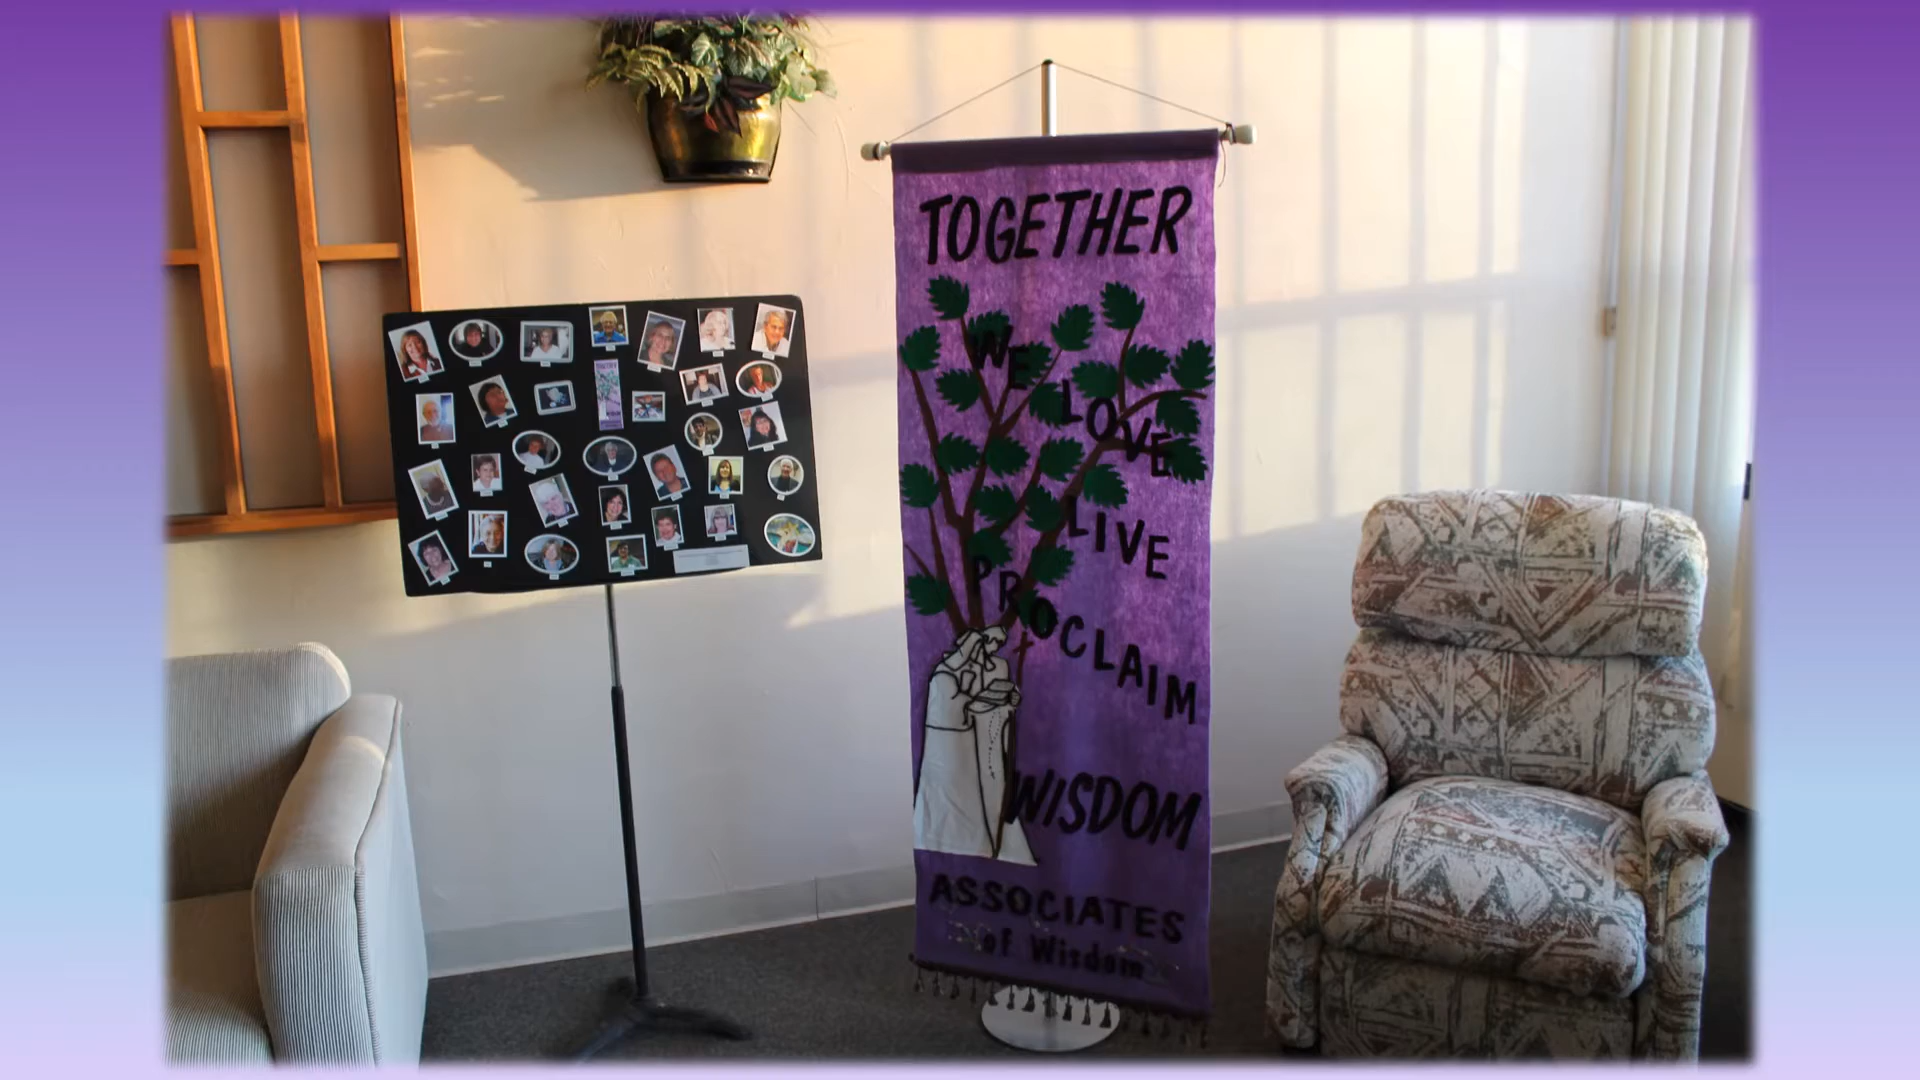 TOGETHER
WE
LOVE
LIVE
PROCLAIM
WISDOM
ASSOCIATES
of Wisdom